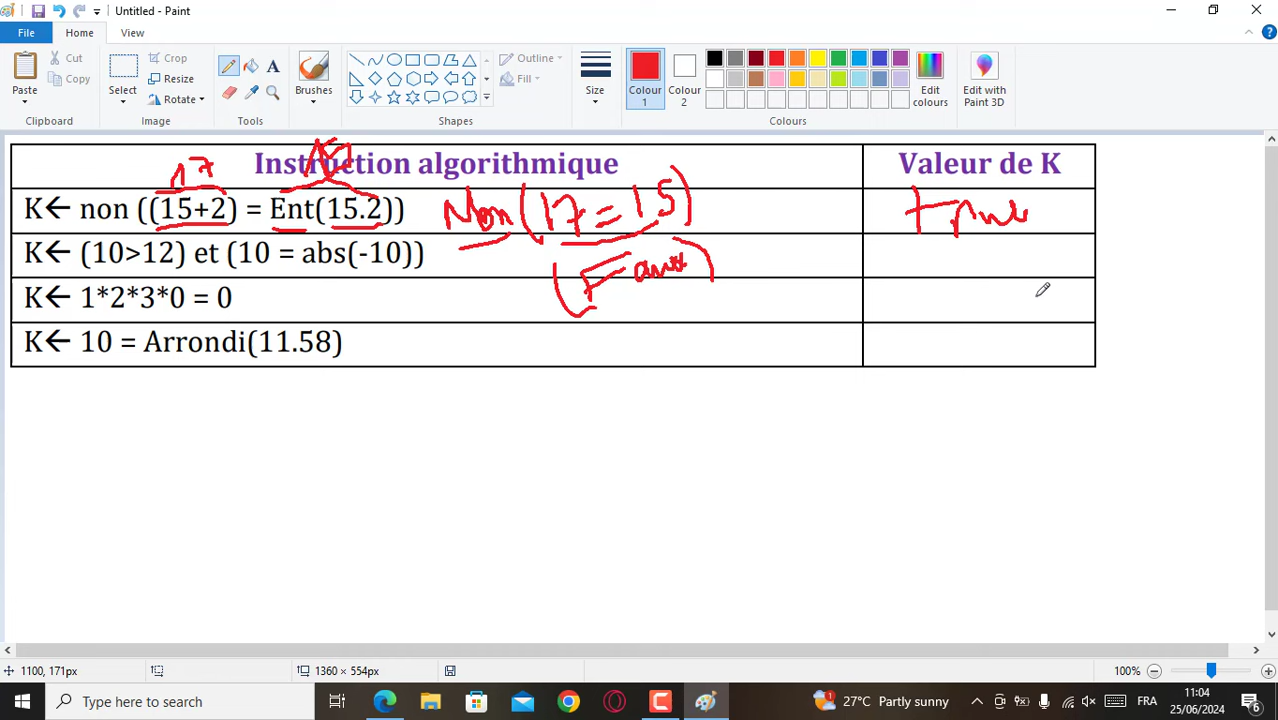 Untitled - Paint
File Home View
Paste
Cut
Copy
Clipboard
Select
Crop
Resize
Rotate
Image
A
Tools
Brushes
Shapes
Outline
Fill
Size
Colour 1
Colour 2
Edit colours
Edit with Paint 3D
Colours
Instruction algorithmique Valeur de K
17 15
K← non ((15+2) = Ent(15.2)) Non(17=15) true
K← (10>12) et (10 = abs(-10))
K← 1*2*3*0 = 0
K← 10 = Arrondi(11.58)
1100, 171px 1360 × 554px 100%
Type here to search 27°C Partly sunny FRA 11:04 25/06/2024 6